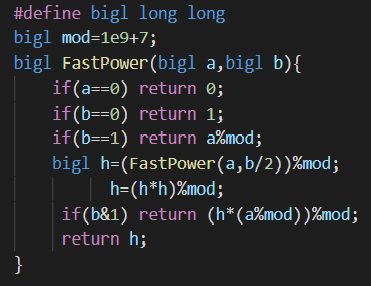 #define bigl long long
bigl mod=1e9+7;
bigl FastPower(bigl a,bigl b){
    if(a==0) return 0;
    if(b==0) return 1;
    if(b==1) return a%mod;
    bigl h=(FastPower(a,b/2))%mod;
          h=(h*h)%mod;
     if(b&1) return (h*(a%mod))%mod;
     return h;
}